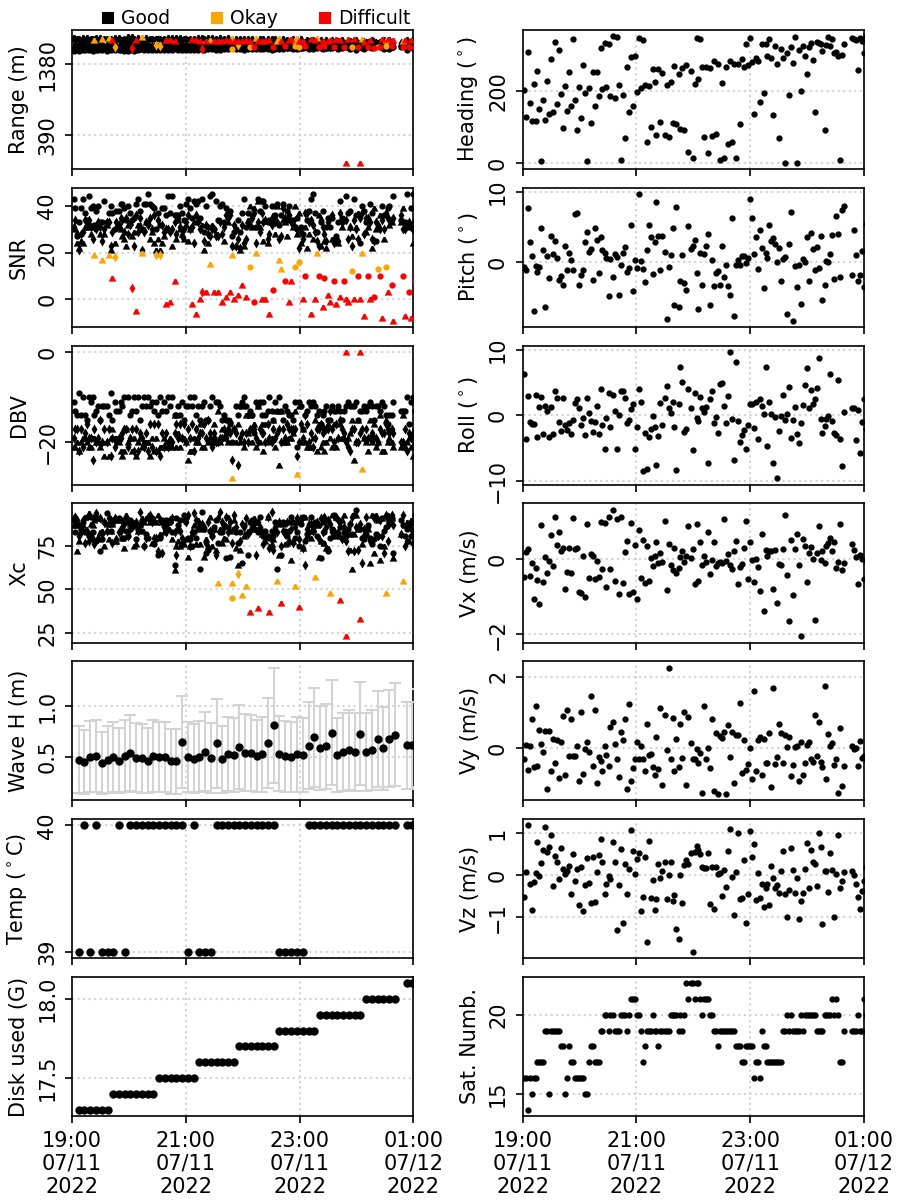 Good Okay Difficult
Range (m)
1380
390
SNR
40
20
0
DBV
0
−20
Xc
75
50
25
Wave H (m)
1.0
0.5
Temp (°C)
40
39
Disk used (G)
18.0
17.5
19:00 21:00 23:00 01:00
07/11 07/11 07/11 07/12
2022 2022 2022 2022
Heading (°)
200
0
Pitch (°)
10
0
Roll (°)
10
0
−10
Vx (m/s)
0
−2
Vy (m/s)
2
0
Vz (m/s)
1
0
−1
Sat. Numb.
20
15
19:00 21:00 23:00 01:00
07/11 07/11 07/11 07/12
2022 2022 2022 2022